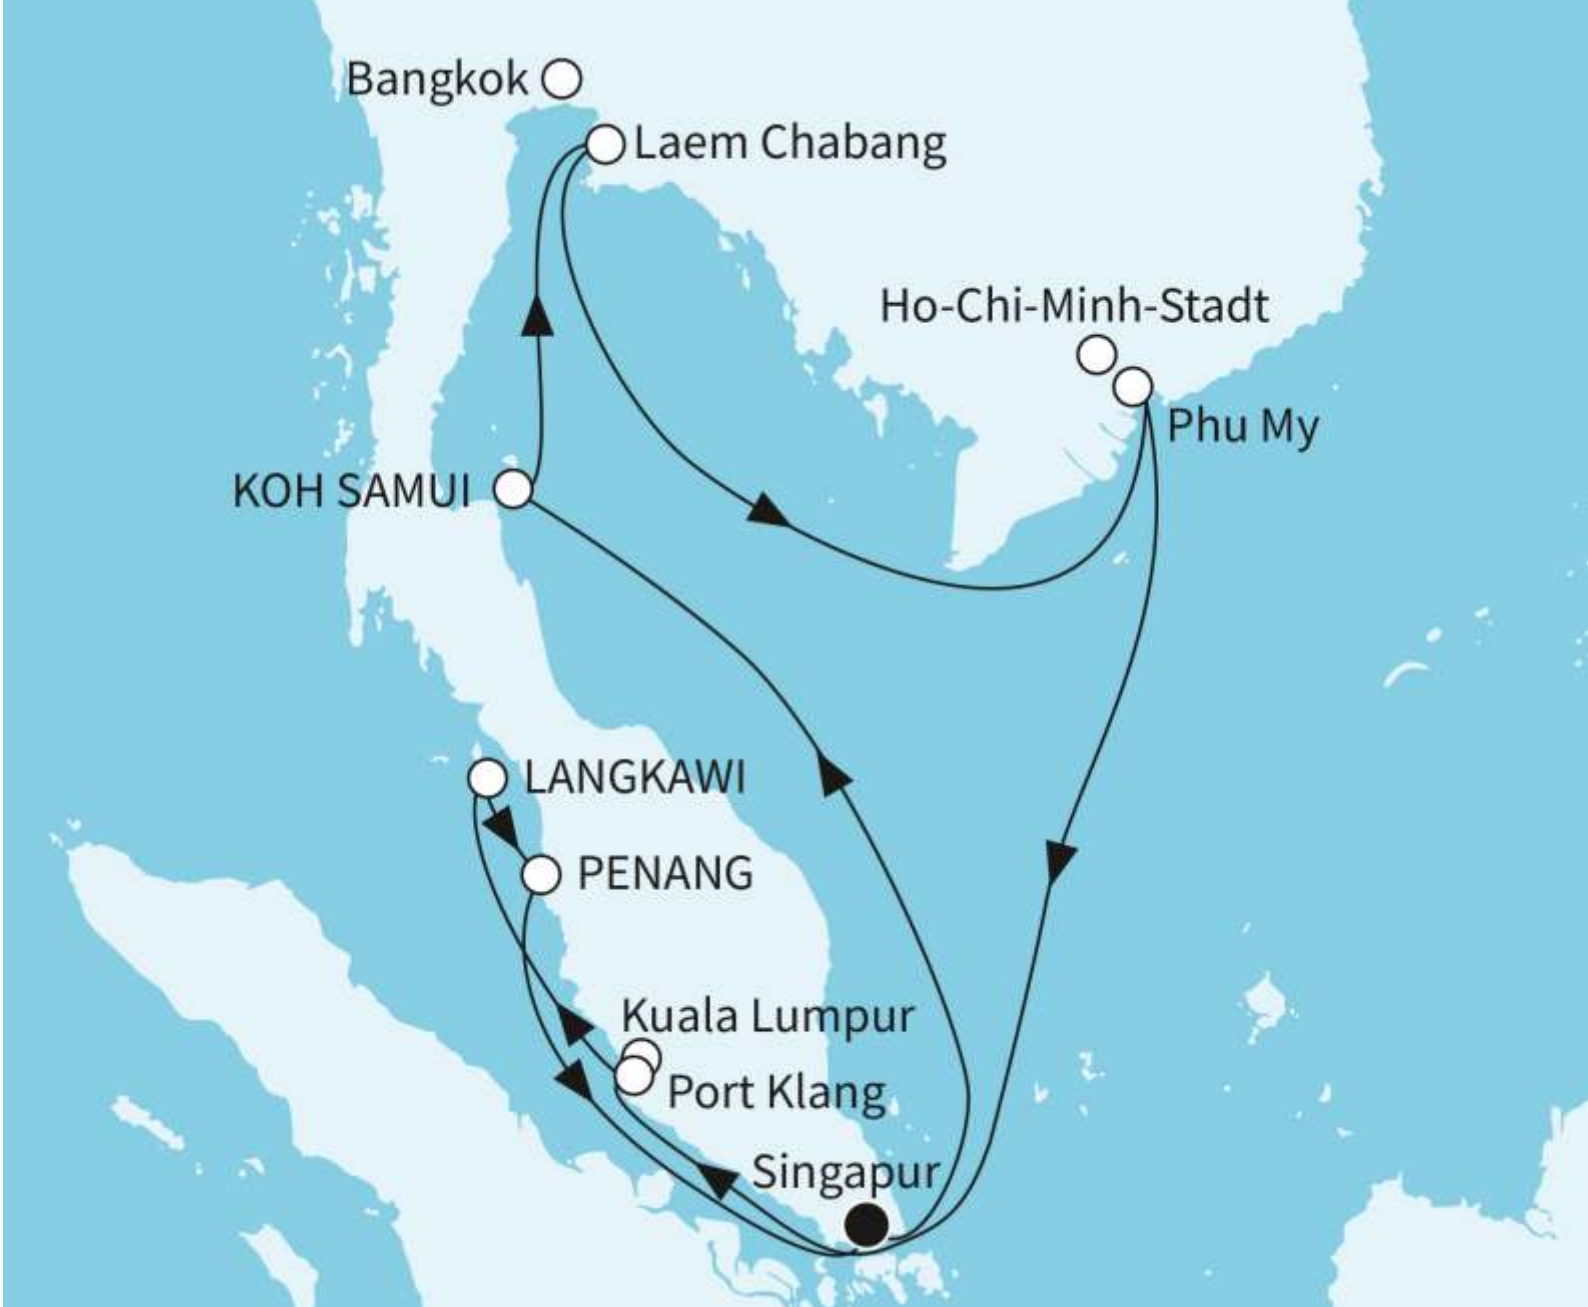 Bangkok
Laem Chabang
Ho-Chi-Minh-Stadt
Phu My
KOH SAMUI
LANGKAWI
PENANG
Kuala Lumpur
Port Klang
Singapur